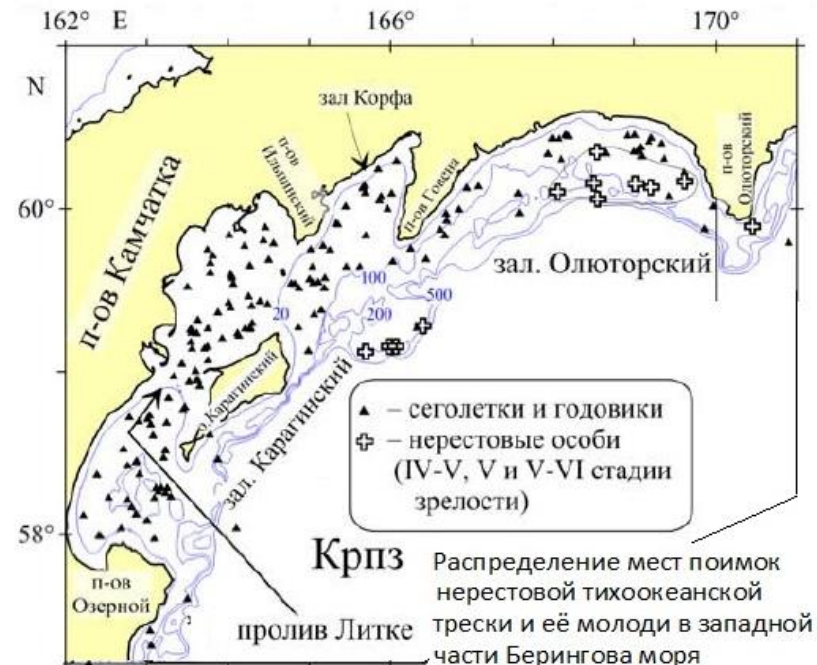 162° E
166°
170°
N
зал Корфа
п-ов
Ильпинский
п-ов Говена
п-ов
Олюторский
60°
п-ов Камчатка
зал. Олюторский
100
500
20
200
о. Карагинский
зал. Карагинский
▲ – сеголетки и годовики
– нерестовые особи
(IV-V, V и V-VI стадии
зрелости)
58°
Крпз
п-ов
Озерной
пролив Литке
Распределение мест поимок
нерестовой тихоокеанской
трески и её молоди в западной
части Берингова моря